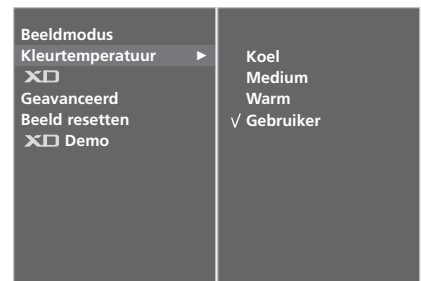 Beeldmodus
Kleurtemperatuur ►
XD
Geavanceerd
Beeld resetten
XD Demo
Koel
Medium
Warm
√ Gebruiker